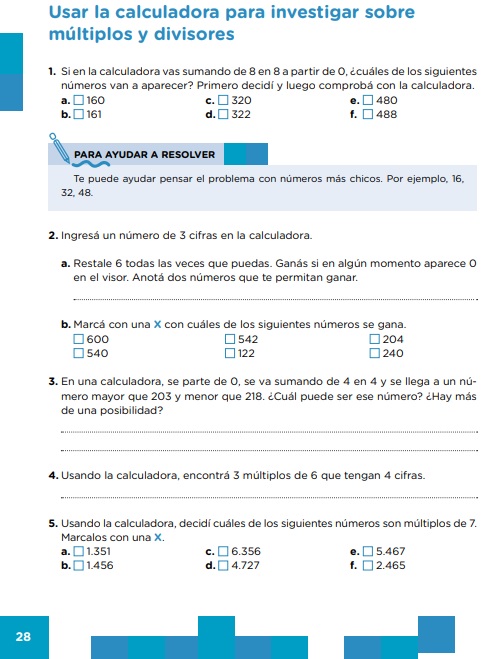 Usar la calculadora para investigar sobre
múltiplos y divisores
1. Si en la calculadora vas sumando de 8 en 8 a partir de 0, ¿cuáles de los siguientes
números van a aparecer? Primero decidí y luego comprobá con la calculadora.
a. 160 c. 320 e. 480
b. 161 d. 322 f. 488
PARA AYUDAR A RESOLVER
Te puede ayudar pensar el problema con números más chicos. Por ejemplo, 16,
32, 48.
2. Ingresá un número de 3 cifras en la calculadora.
a. Restale 6 todas las veces que puedas. Ganás si en algún momento aparece 0
en el visor. Anotá dos números que te permitan ganar.
b. Marcá con una X con cuáles de los siguientes números se gana.
600 542 204
540 122 240
3. En una calculadora, se parte de 0, se va sumando de 4 en 4 y se llega a un nú-
mero mayor que 203 y menor que 218. ¿Cuál puede ser ese número? ¿Hay más
de una posibilidad?
4. Usando la calculadora, encontrá 3 múltiplos de 6 que tengan 4 cifras.
5. Usando la calculadora, decidí cuáles de los siguientes números son múltiplos de 7.
Marcalos con una X.
a. 1.351 c. 6.356 e. 5.467
b. 1.456 d. 4.727 f. 2.465
28